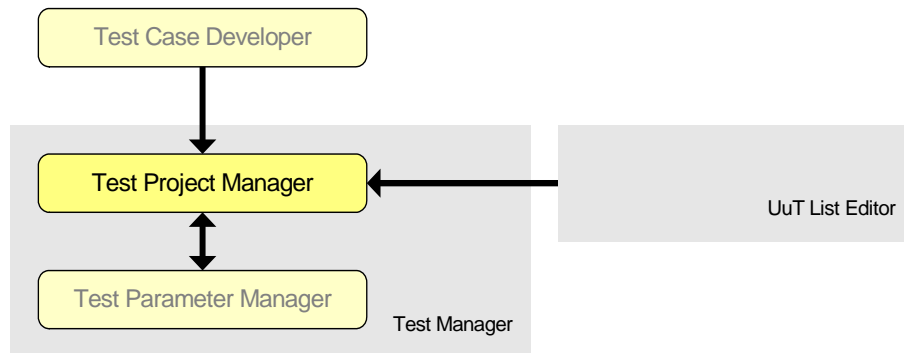 Test Case Developer
Test Project Manager
UuT List Editor
Test Parameter Manager
Test Manager